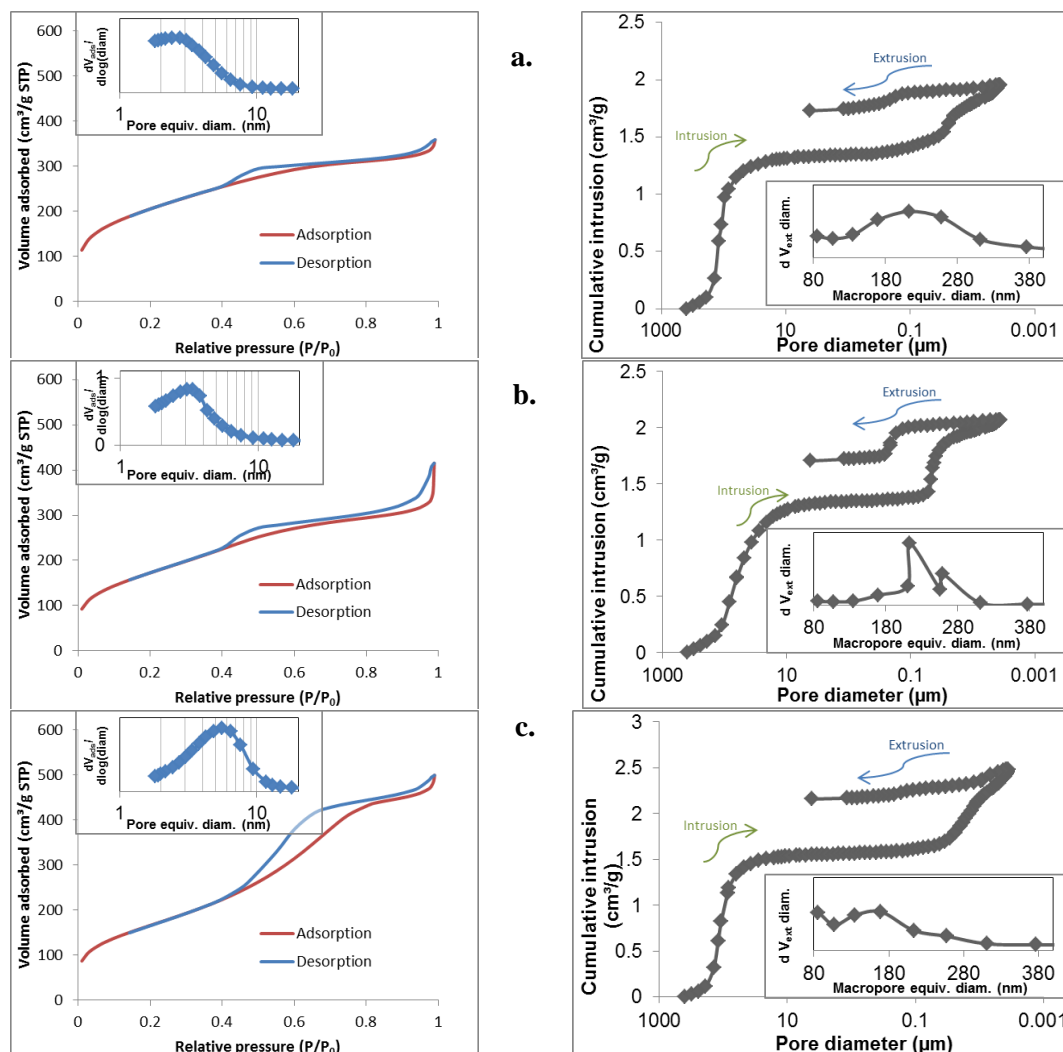 600
500
400
300
200
100
0
0
0.2
0.4
0.6
0.8
1
Volume adsorbed (cm³/g STP)
Relative pressure (P/P₀)
Adsorption
Desorption
dV_ads/
dlog(diam)
1
10
Pore equiv. diam. (nm)
a.
2.5
2
1.5
1
0.5
0
1000
10
0.1
0.001
Cumulative intrusion (cm³/g)
Pore diameter (µm)
Extrusion
Intrusion
d V_ext diam.
80
180
280
380
Macropore equiv. diam. (nm)
600
500
400
300
200
100
0
0
0.2
0.4
0.6
0.8
1
Volume adsorbed (cm³/g STP)
Relative pressure (P/P₀)
Adsorption
Desorption
dV_ads/
dlog(diam)
1
0
1
10
Pore equiv. diam. (nm)
b.
2.5
2
1.5
1
0.5
0
1000
10
0.1
0.001
Cumulative intrusion (cm³/g)
Pore diameter (µm)
Extrusion
Intrusion
d V_ext diam.
80
180
280
380
Macropore equiv. diam. (nm)
600
500
400
300
200
100
0
0
0.2
0.4
0.6
0.8
1
Volume adsorbed (cm³/g STP)
Relative pressure (P/P₀)
Adsorption
Desorption
dV_ads/
dlog(diam)
1
10
Pore equiv. diam. (nm)
c.
3
2.5
2
1.5
1
0.5
0
1000
10
0.1
0.001
Cumulative intrusion
(cm³/g)
Pore diameter (µm)
Extrusion
Intrusion
d V_ext diam.
80
180
280
380
Macropore equiv. diam. (nm)